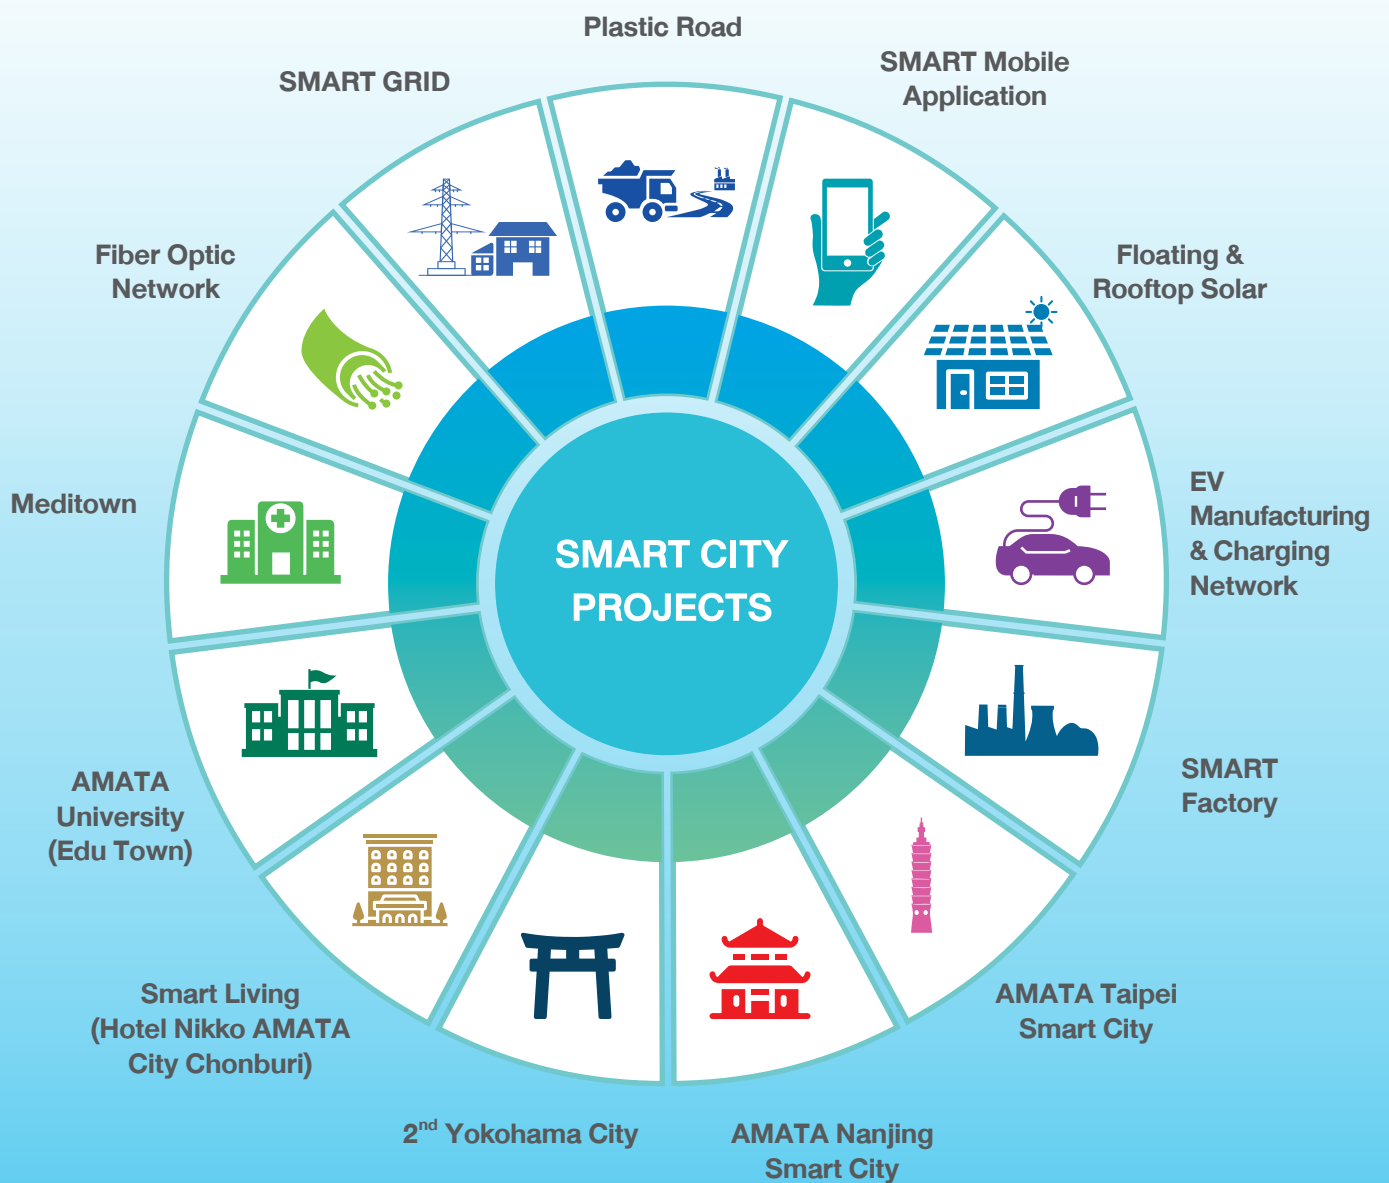 Plastic Road
SMART Mobile
Application
Floating &
Rooftop Solar
EV
Manufacturing
& Charging
Network
SMART
Factory
AMATA Taipei
Smart City
AMATA Nanjing
Smart City
2nd Yokohama City
Smart Living
(Hotel Nikko AMATA
City Chonburi)
AMATA
University
(Edu Town)
Meditown
Fiber Optic
Network
SMART GRID
SMART CITY
PROJECTS